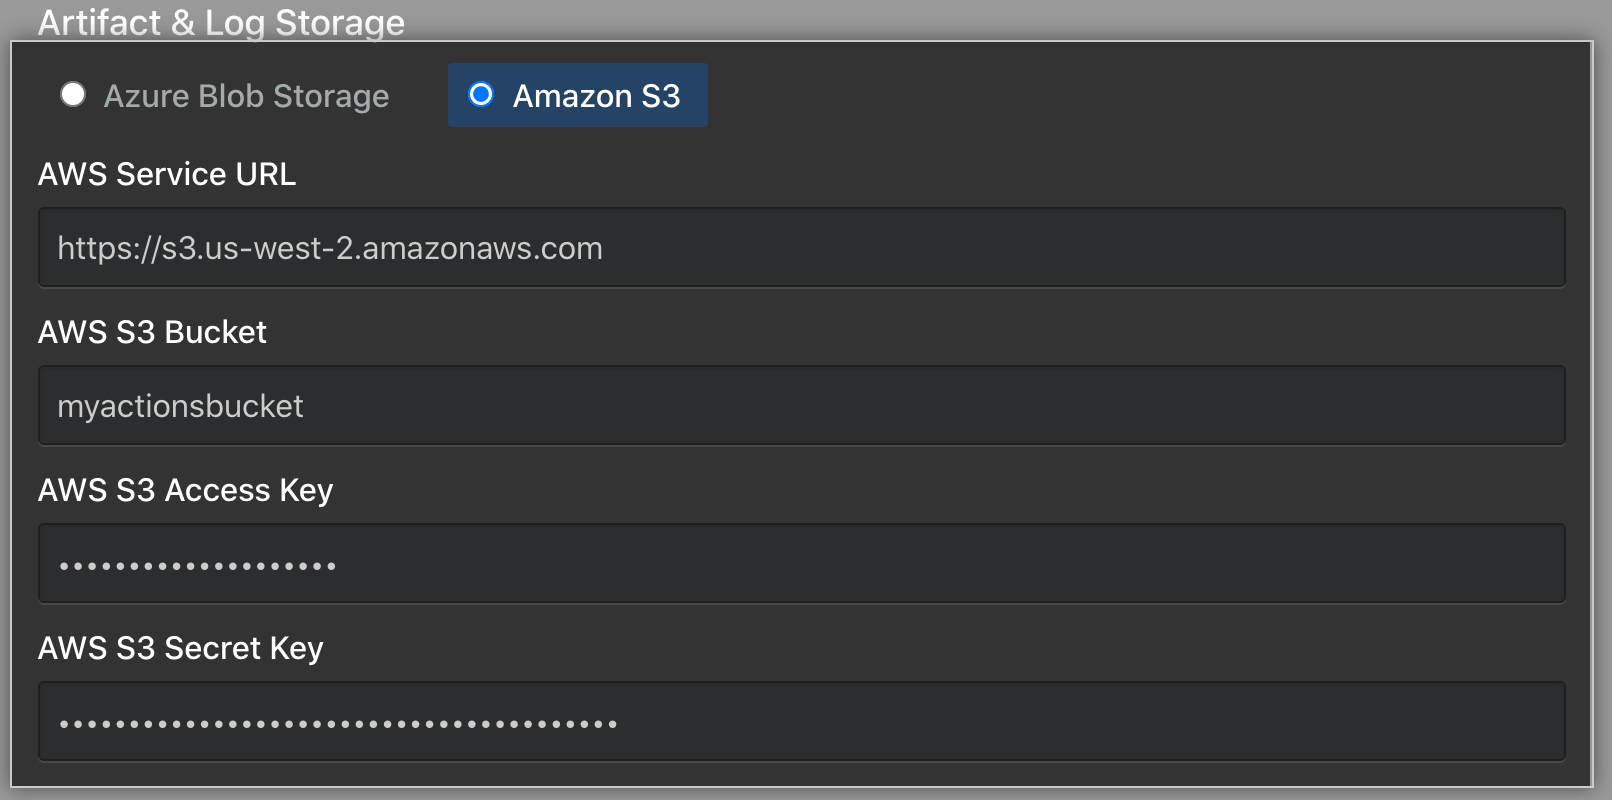 Artifact & Log Storage
Azure Blob Storage
Amazon S3
AWS Service URL
https://s3.us-west-2.amazonaws.com
AWS S3 Bucket
myactionsbucket
AWS S3 Access Key
••••••••••••••••••••
AWS S3 Secret Key
••••••••••••••••••••••••••••••••••••••••